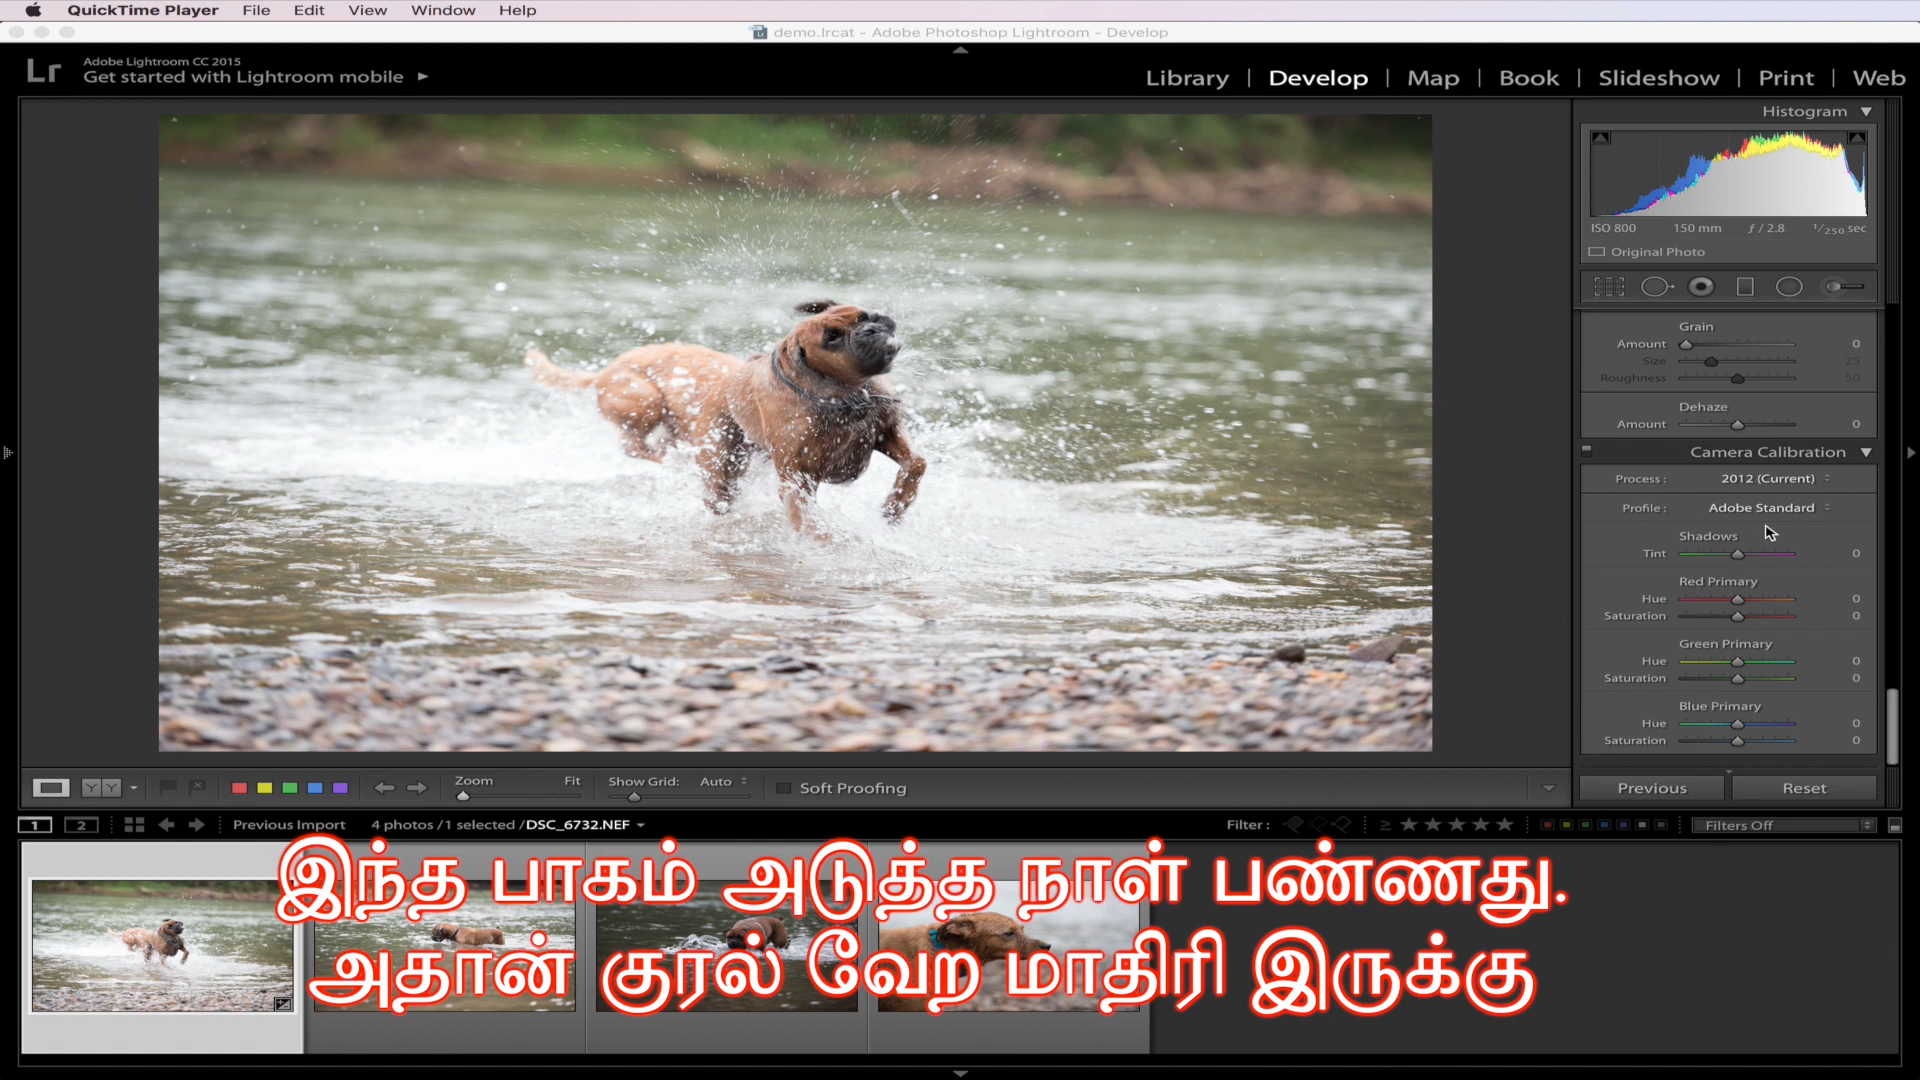 QuickTime Player File Edit View Window Help
demo.lrcat - Adobe Photoshop Lightroom - Develop
Lr
Adobe Lightroom CC 2015
Get started with Lightroom mobile
Library | Develop | Map | Book | Slideshow | Print | Web
Histogram
ISO 800 150 mm ƒ / 2.8 1/250 sec
Original Photo
Grain
Amount 0
Size 25
Roughness 50
Dehaze
Amount 0
Camera Calibration
Process : 2012 (Current)
Profile : Adobe Standard
Shadows
Tint 0
Red Primary
Hue 0
Saturation 0
Green Primary
Hue 0
Saturation 0
Blue Primary
Hue 0
Saturation 0
Previous Reset
Y Y Zoom Fit Show Grid: Auto Soft Proofing
1 2 Previous Import 4 photos / 1 selected / DSC_6732.NEF Filter : ≥ Filters Off
இந்த பாகம் அடுத்த நாள் பண்ணது.
அதான் குரல் வேற மாதிரி இருக்கு